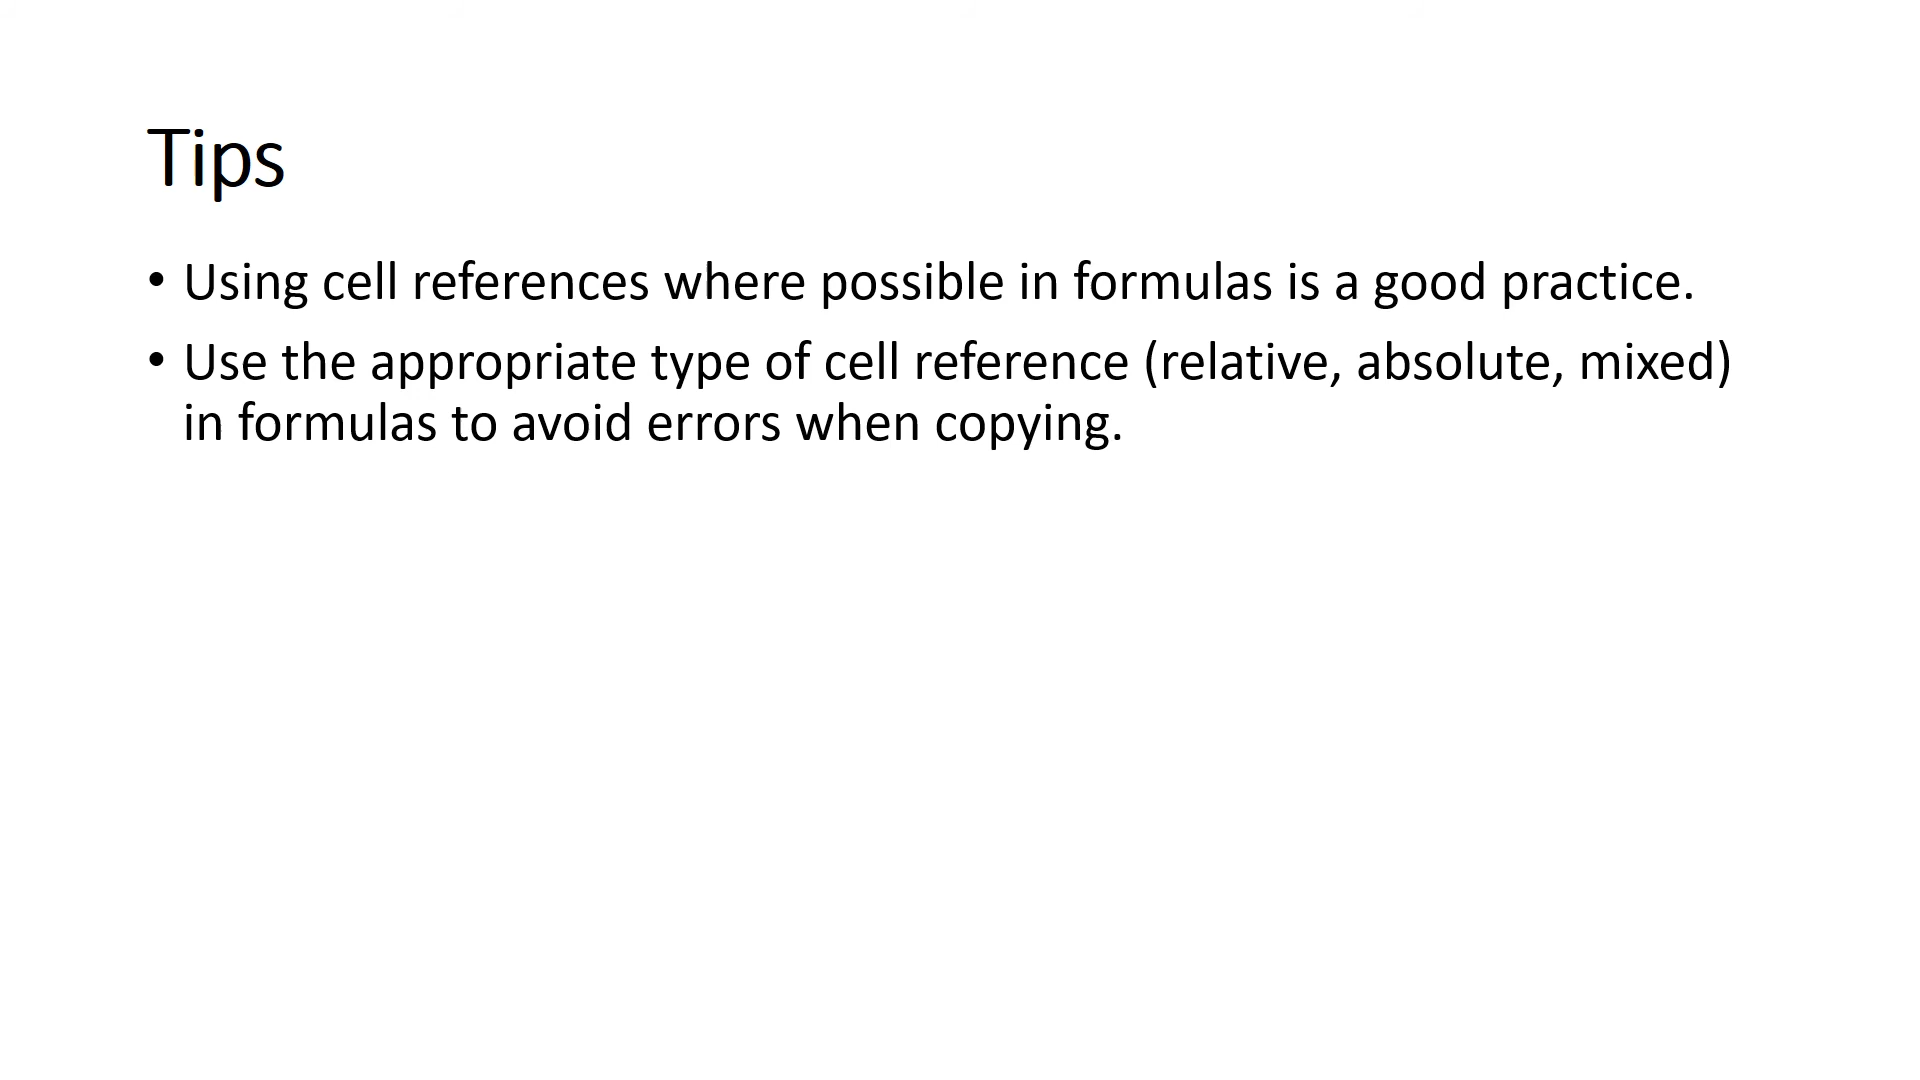 Tips
• Using cell references where possible in formulas is a good practice.
• Use the appropriate type of cell reference (relative, absolute, mixed)
in formulas to avoid errors when copying.